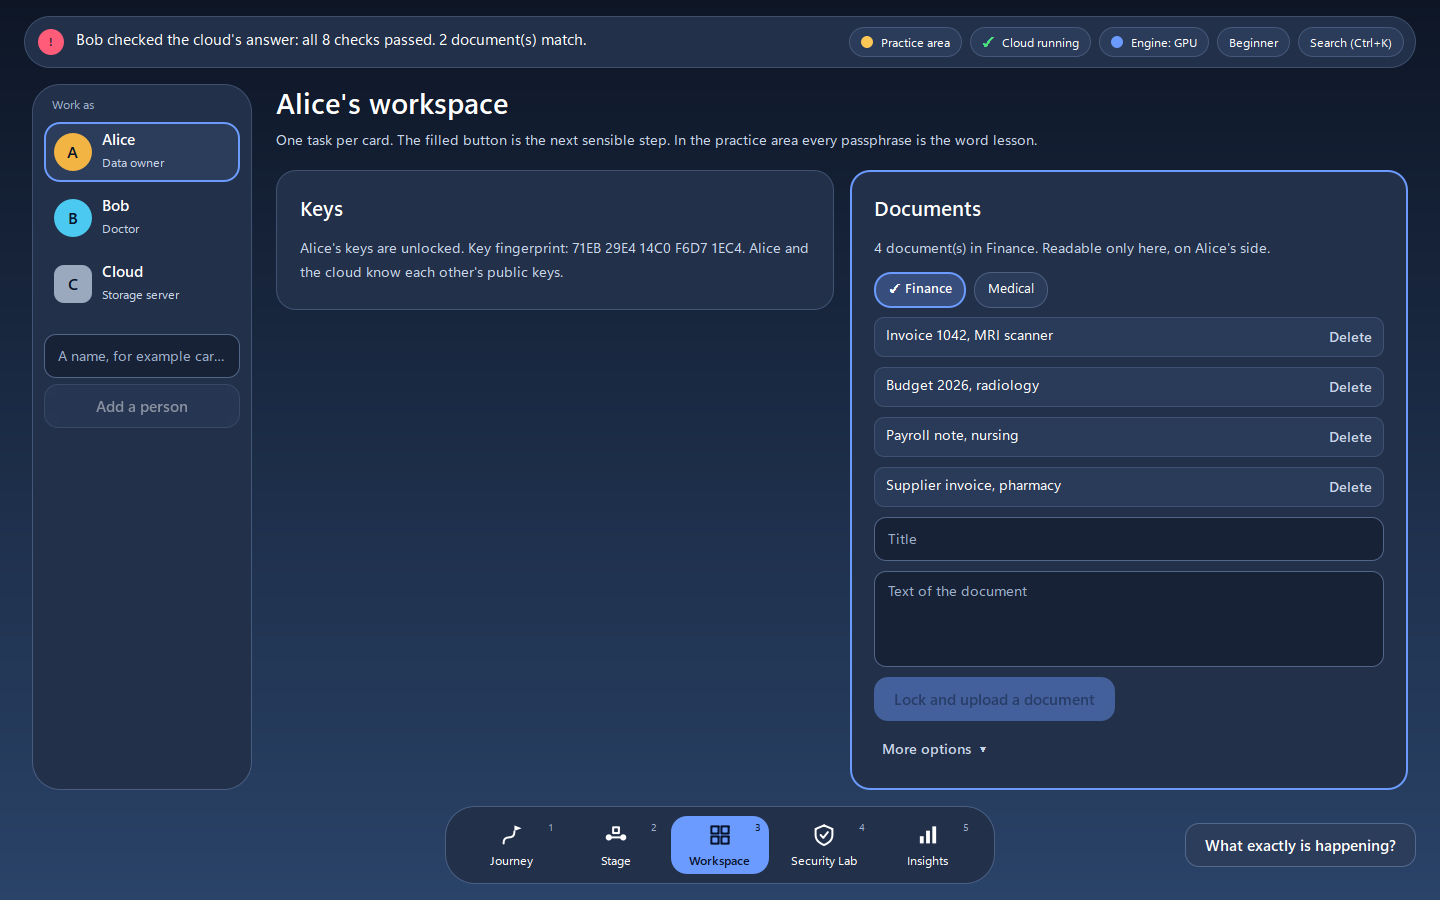 ! Bob checked the cloud's answer: all 8 checks passed. 2 document(s) match.
Practice area
✓ Cloud running
Engine: GPU
Beginner
Search (Ctrl+K)
Work as
A Alice
Data owner
B Bob
Doctor
C Cloud
Storage server
A name, for example car...
Add a person
Alice's workspace
One task per card. The filled button is the next sensible step. In the practice area every passphrase is the word lesson.
Keys
Alice's keys are unlocked. Key fingerprint: 71EB 29E4 14C0 F6D7 1EC4. Alice and
the cloud know each other's public keys.
Documents
4 document(s) in Finance. Readable only here, on Alice's side.
✓ Finance
Medical
Invoice 1042, MRI scanner Delete
Budget 2026, radiology Delete
Payroll note, nursing Delete
Supplier invoice, pharmacy Delete
Title
Text of the document
Lock and upload a document
More options ▾
Journey 1
Stage 2
Workspace 3
Security Lab 4
Insights 5
What exactly is happening?